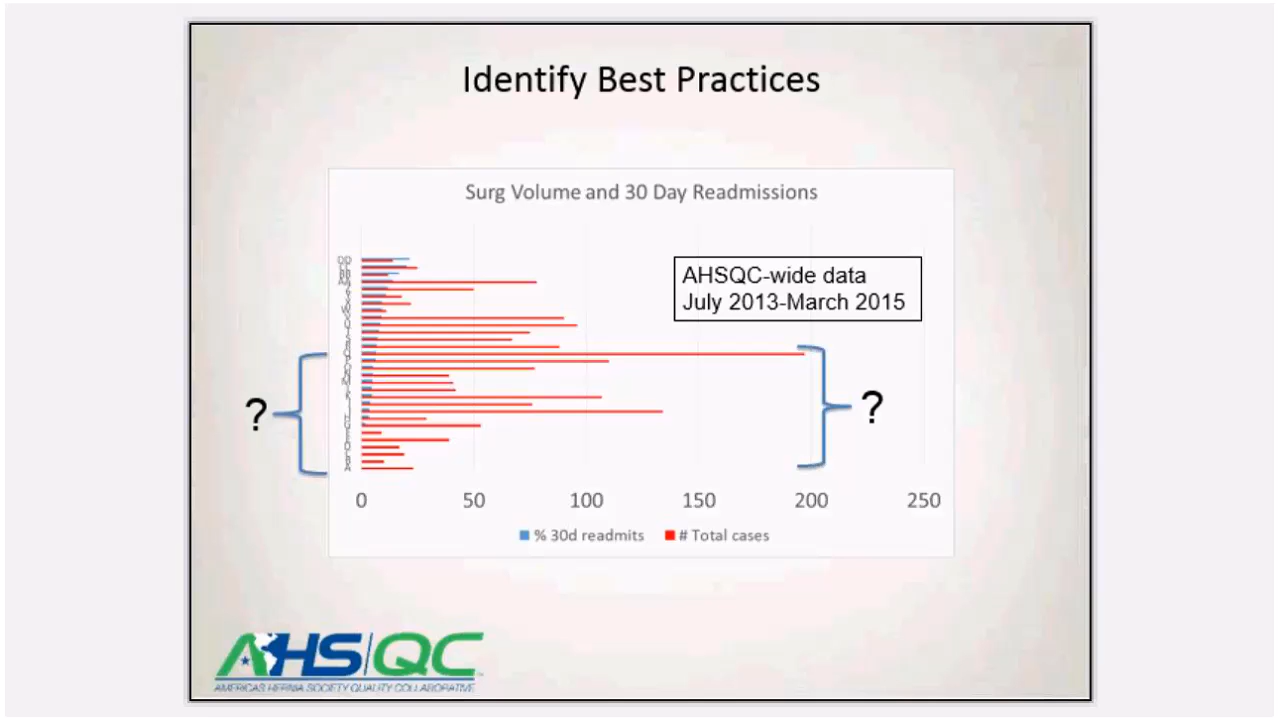 Identify Best Practices
Surg Volume and 30 Day Readmissions
AHSQC-wide data
July 2013-March 2015
DD
?
?
0 50 100 150 200 250
% 30d readmits # Total cases
AHS|QC
AMERICAS HERNIA SOCIETY QUALITY COLLABORATIVE